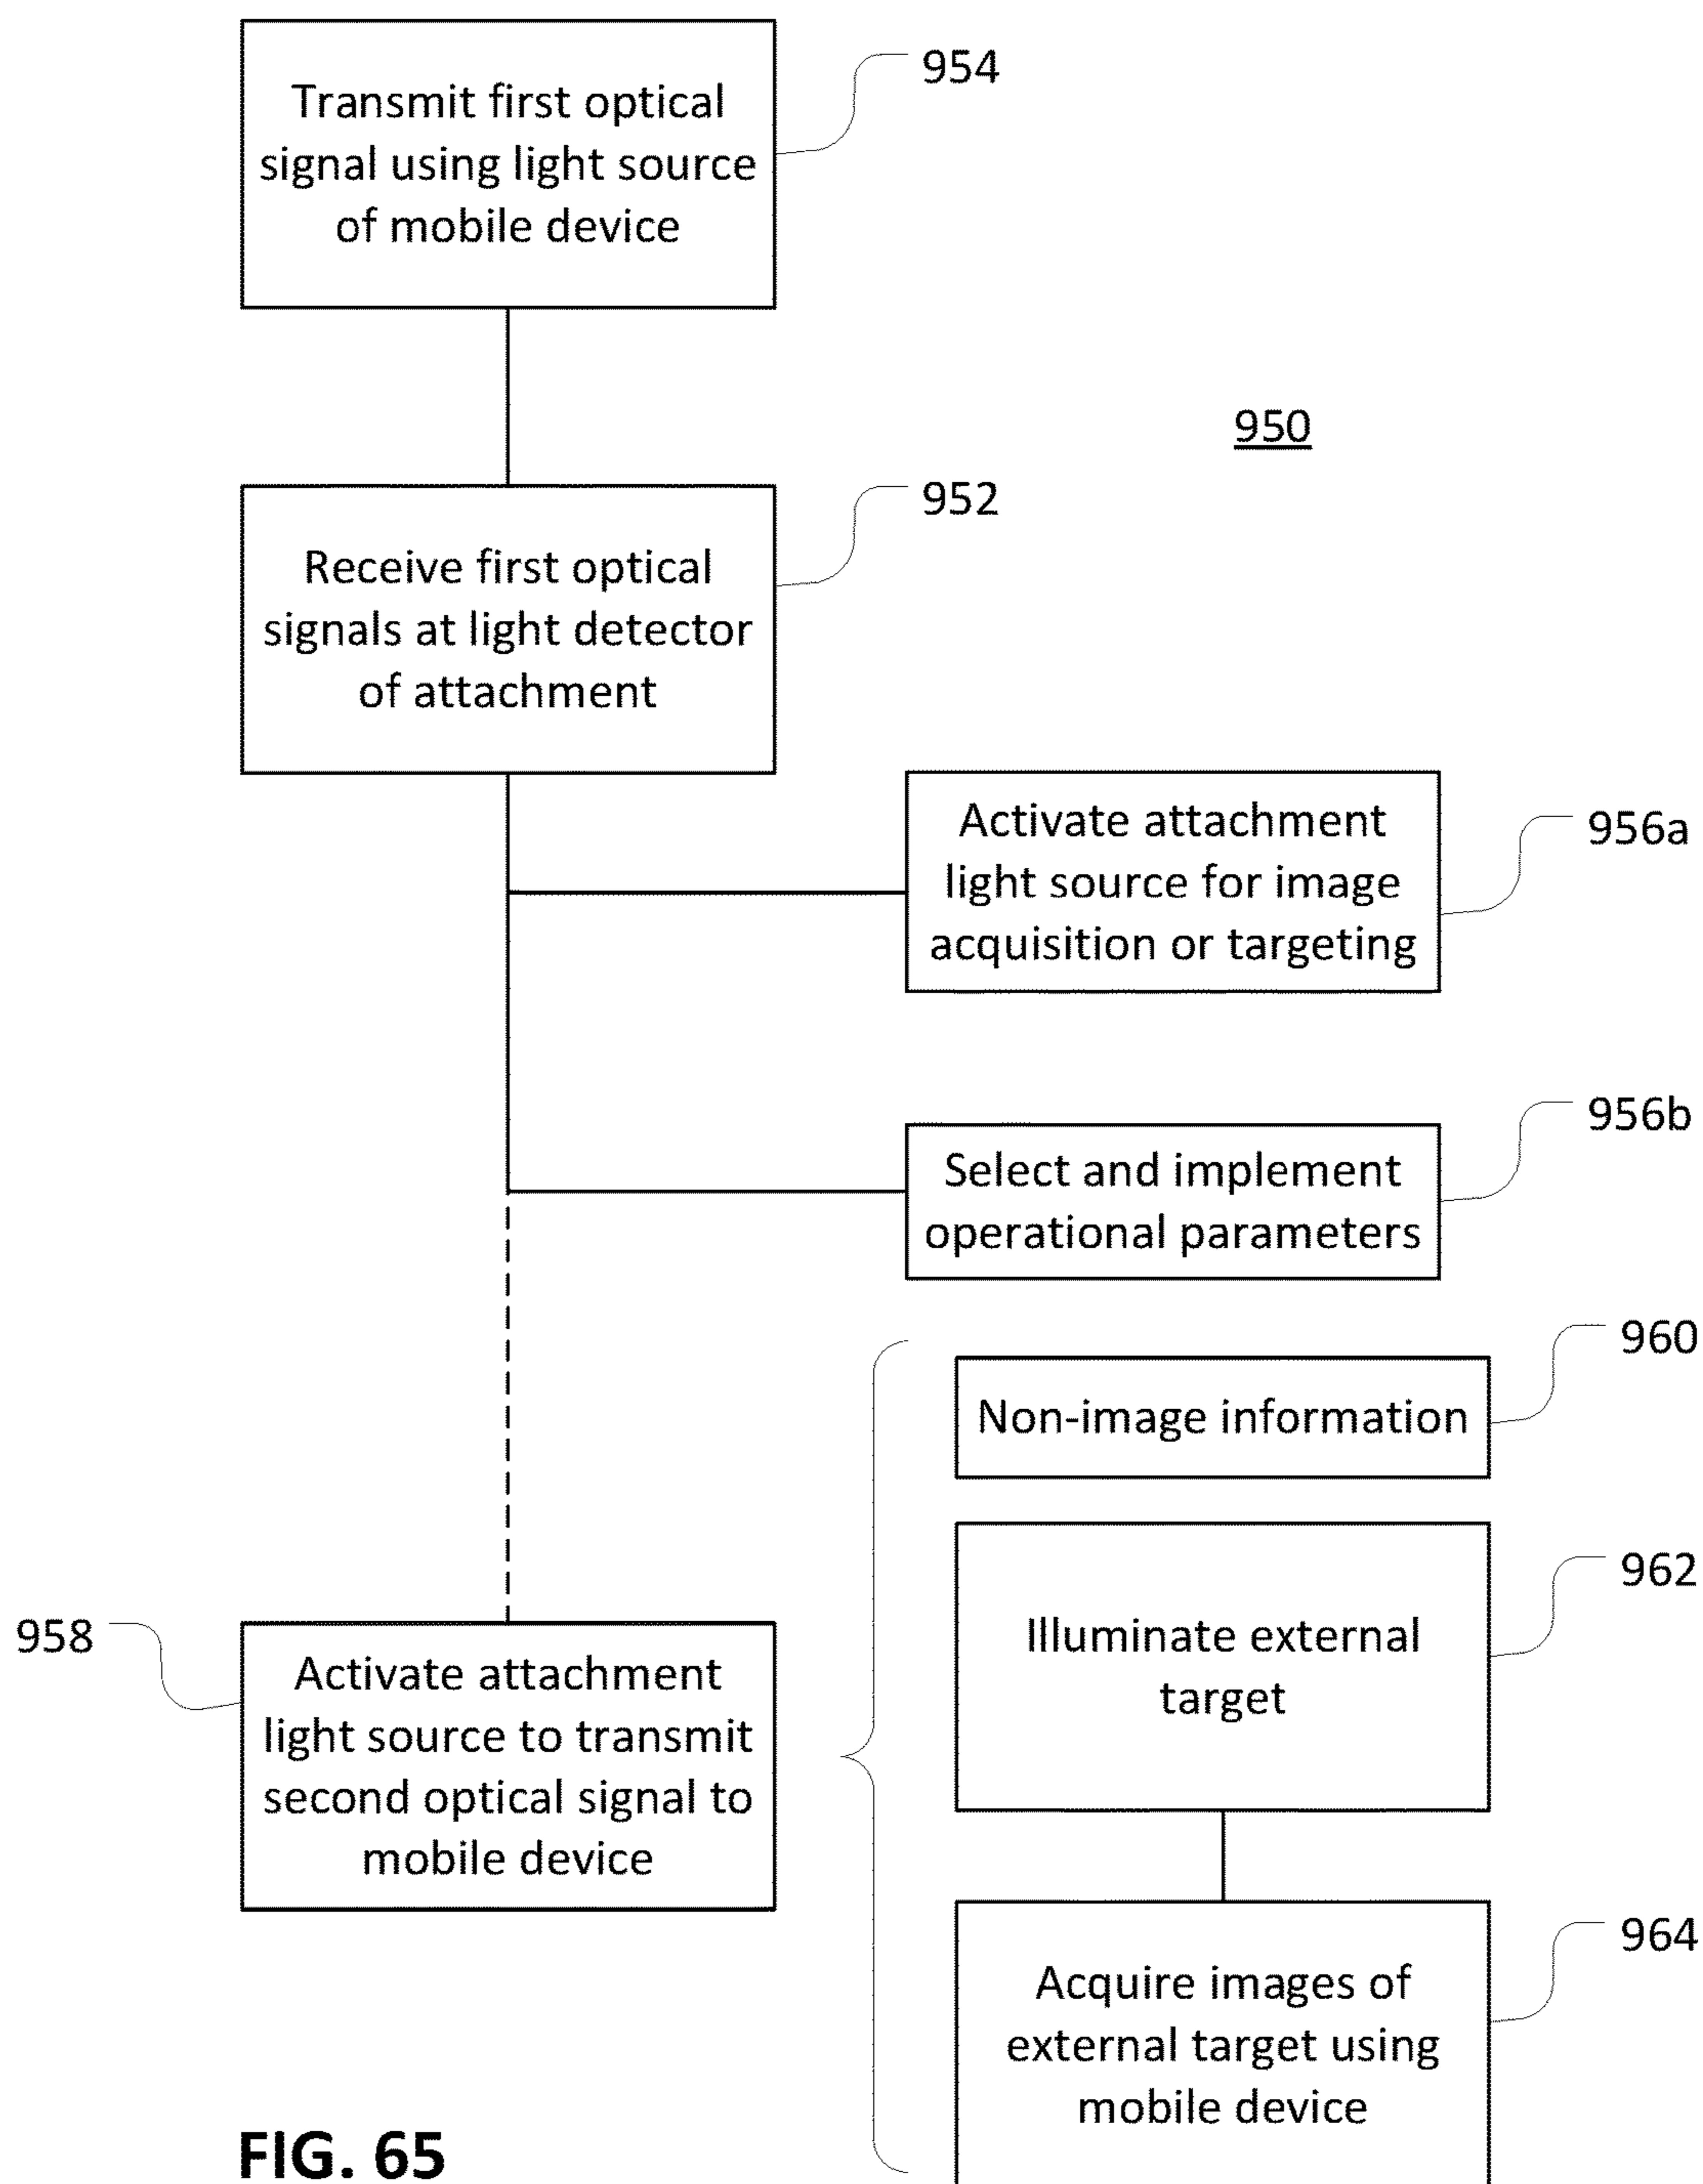 Transmit first optical
signal using light source
of mobile device
954
950
Receive first optical
signals at light detector
of attachment
952
Activate attachment
light source for image
acquisition or targeting
956a
Select and implement
operational parameters
956b
958
Activate attachment
light source to transmit
second optical signal to
mobile device
Non-image information
960
Illuminate external
target
962
Acquire images of
external target using
mobile device
964
FIG. 65